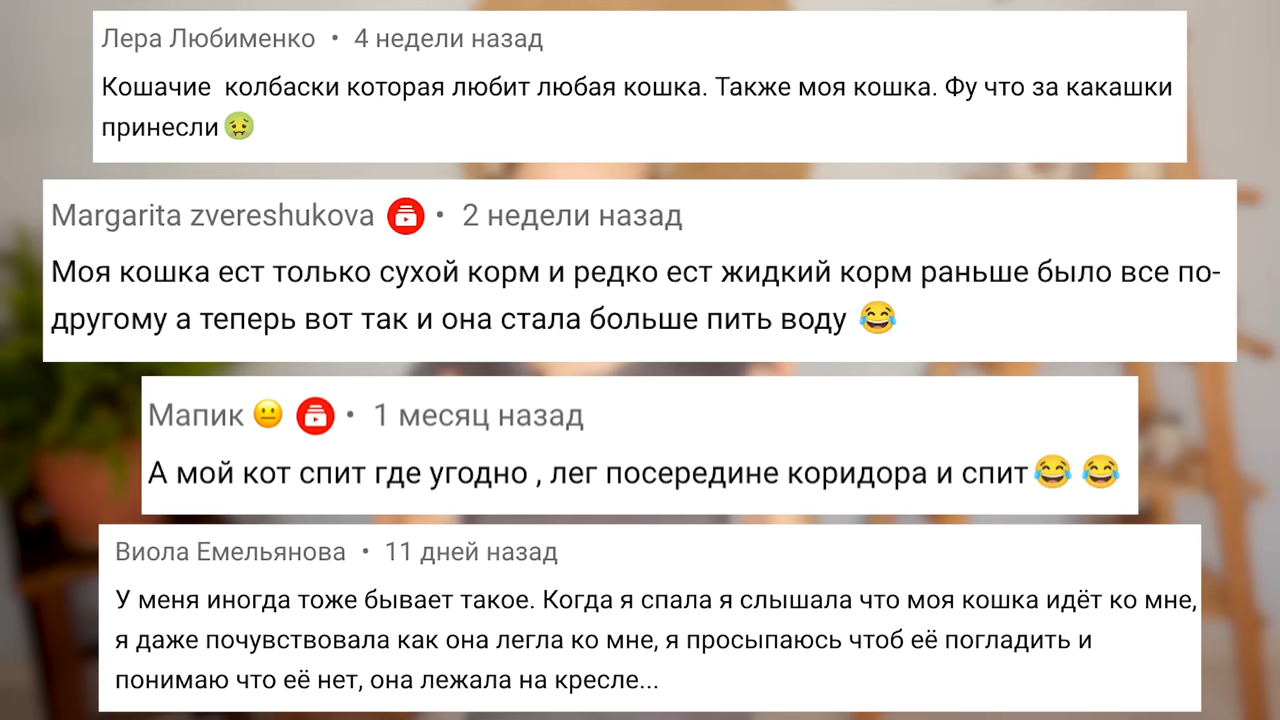 Лера Любименко • 4 недели назад
Кошачие колбаски которая любит любая кошка. Также моя кошка. Фу что за какашки
принесли🤢
Margarita zvereshukova • 2 недели назад
Моя кошка ест только сухой корм и редко ест жидкий корм раньше было все по-
другому а теперь вот так и она стала больше пить воду 😂
Мапик 😐 • 1 месяц назад
А мой кот спит где угодно , лег посередине коридора и спит😂 😂
Виола Емельянова • 11 дней назад
У меня иногда тоже бывает такое. Когда я спала я слышала что моя кошка идёт ко мне,
я даже почувствовала как она легла ко мне, я просыпаюсь чтоб её погладить и
понимаю что её нет, она лежала на кресле...